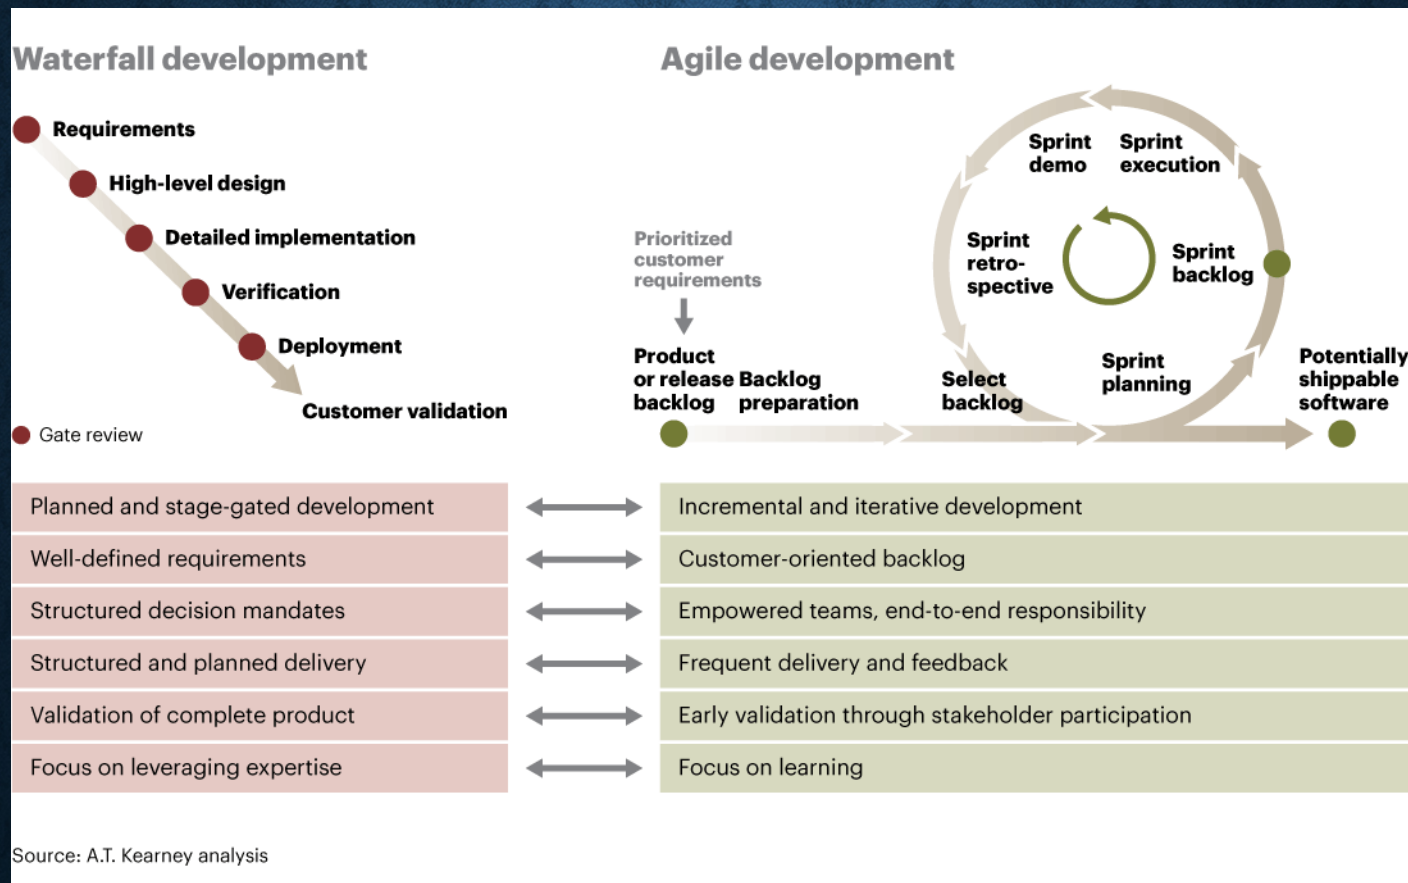 Waterfall development
Requirements
High-level design
Detailed implementation
Verification
Deployment
Customer validation
Gate review
Agile development
Prioritized
customer
requirements
Product
or release
backlog
Backlog
preparation
Select
backlog
Sprint
planning
Sprint
backlog
Sprint
execution
Sprint
demo
Sprint
retro-
spective
Potentially
shippable
software
Planned and stage-gated development
Incremental and iterative development
Well-defined requirements
Customer-oriented backlog
Structured decision mandates
Empowered teams, end-to-end responsibility
Structured and planned delivery
Frequent delivery and feedback
Validation of complete product
Early validation through stakeholder participation
Focus on leveraging expertise
Focus on learning
Source: A.T. Kearney analysis